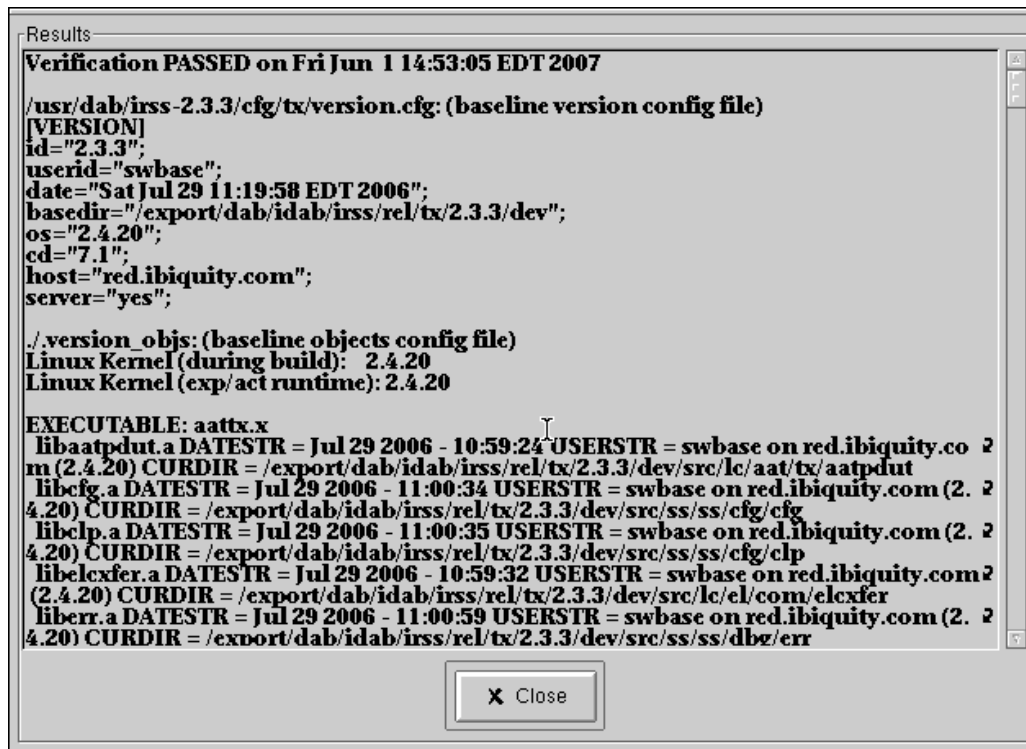 Results
Verification PASSED on Fri Jun  1 14:53:05 EDT 2007
/usr/dab/irss-2.3.3/cfg/tx/version.cfg: (baseline version config file)
[VERSION]
id="2.3.3";
userid="swbase";
date="Sat Jul 29 11:19:58 EDT 2006";
basedir="/export/dab/idab/irss/rel/tx/2.3.3/dev";
os="2.4.20";
cd="7.1";
host="red.ibiquity.com";
server="yes";
./.version_objs: (baseline objects config file)
Linux Kernel (during build):   2.4.20
Linux Kernel (exp/act runtime): 2.4.20
EXECUTABLE: aattx.x
libaatpdut.a DATESTR = Jul 29 2006 - 10:59:24 USERSTR = swbase on red.ibiquity.co
m (2.4.20) CURDIR = /export/dab/idab/irss/rel/tx/2.3.3/dev/src/lc/aat/tx/aatpdut
libcfg.a DATESTR = Jul 29 2006 - 11:00:34 USERSTR = swbase on red.ibiquity.com (2.
4.20) CURDIR = /export/dab/idab/irss/rel/tx/2.3.3/dev/src/ss/ss/cfg/cfg
libclp.a DATESTR = Jul 29 2006 - 11:00:35 USERSTR = swbase on red.ibiquity.com (2.
4.20) CURDIR = /export/dab/idab/irss/rel/tx/2.3.3/dev/src/ss/ss/cfg/clp
libelcxfer.a DATESTR = Jul 29 2006 - 10:59:32 USERSTR = swbase on red.ibiquity.com
(2.4.20) CURDIR = /export/dab/idab/irss/rel/tx/2.3.3/dev/src/lc/el/com/elcxfer
liberr.a DATESTR = Jul 29 2006 - 11:00:59 USERSTR = swbase on red.ibiquity.com (2.
4.20) CURDIR = /export/dab/idab/irss/rel/tx/2.3.3/dev/src/ss/ss/dbg/err
Close